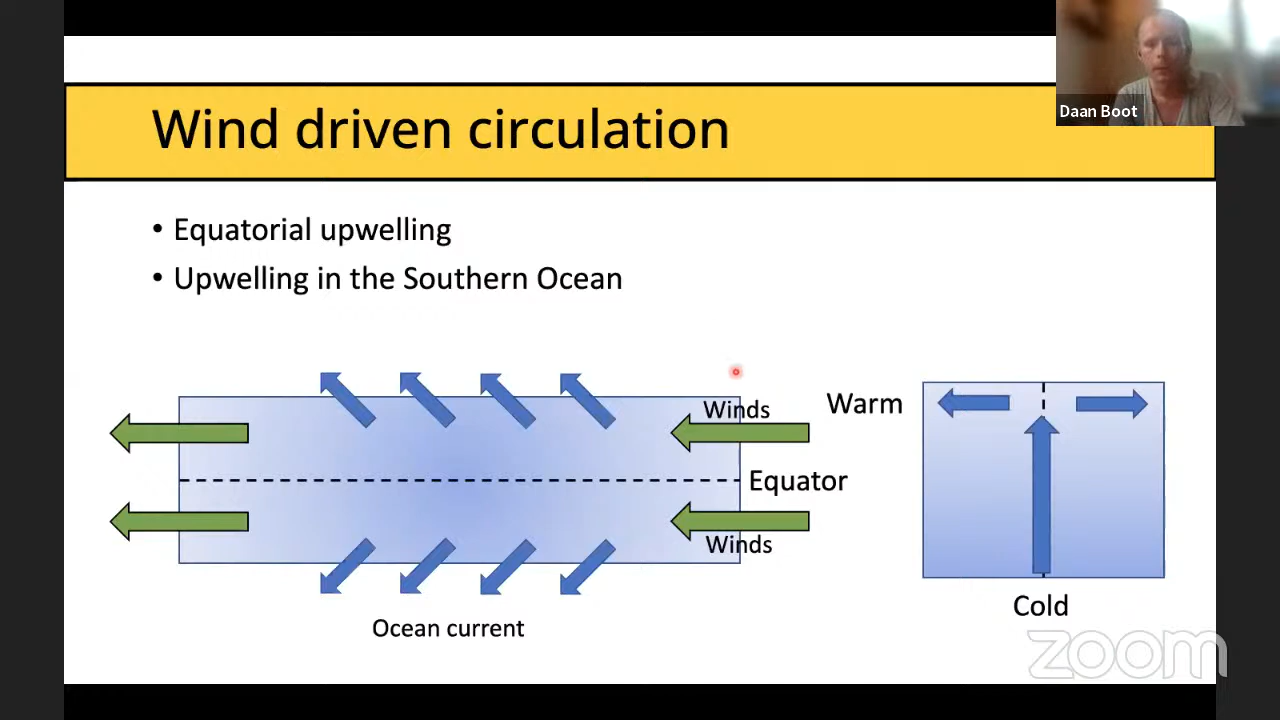 Daan Boot
Wind driven circulation
• Equatorial upwelling
• Upwelling in the Southern Ocean
Winds
Warm
Equator
Winds
Cold
Ocean current
zoom